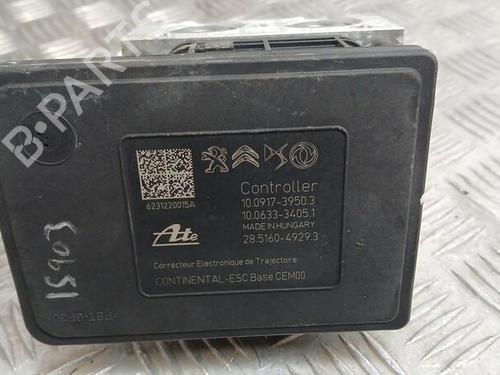 B-PARTS
Controller
10.0917-3950.3
10.0633-3405.1
MADE IN HUNGARY
28.5160-4929.3
6231220015A
Ate
Correcteur Electronique de Trajectoire
CONTINENTAL-ESC Base CEM00
15903